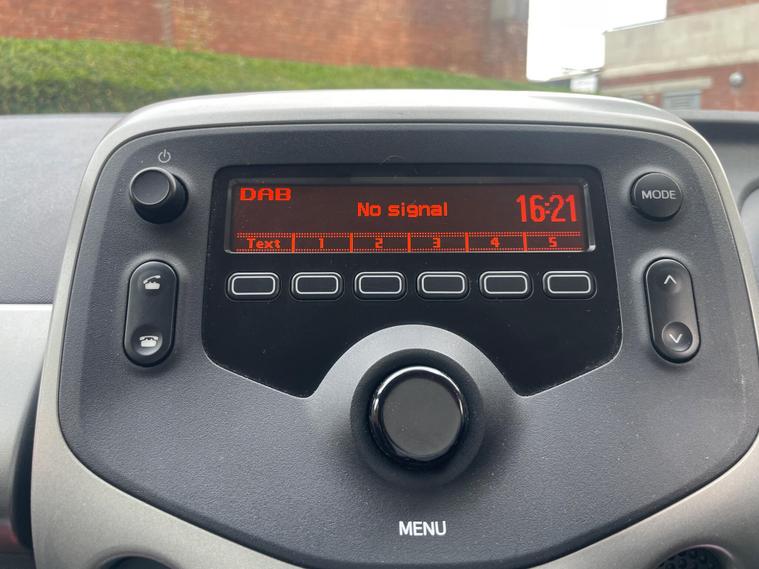 DAB
No signal
16:21
MODE
Text 1 2 3 4 5
MENU